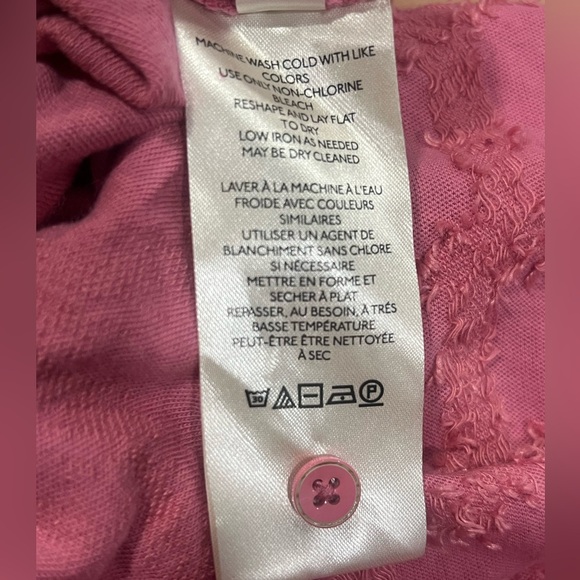 MACHINE WASH COLD WITH LIKE
COLORS
USE ONLY NON-CHLORINE
BLEACH
RESHAPE AND LAY FLAT
TO DRY
LOW IRON AS NEEDED
MAY BE DRY CLEANED
LAVER À LA MACHINE À L'EAU
FROIDE AVEC COULEURS
SIMILAIRES
UTILISER UN AGENT DE
BLANCHIMENT SANS CHLORE
SI NÉCESSAIRE
METTRE EN FORME ET
SECHER À PLAT
REPASSER, AU BESOIN, À TRÉS
BASSE TEMPÉRATURE
PEUT-ÊTRE ÊTRE NETTOYÉE
À SEC
30 P